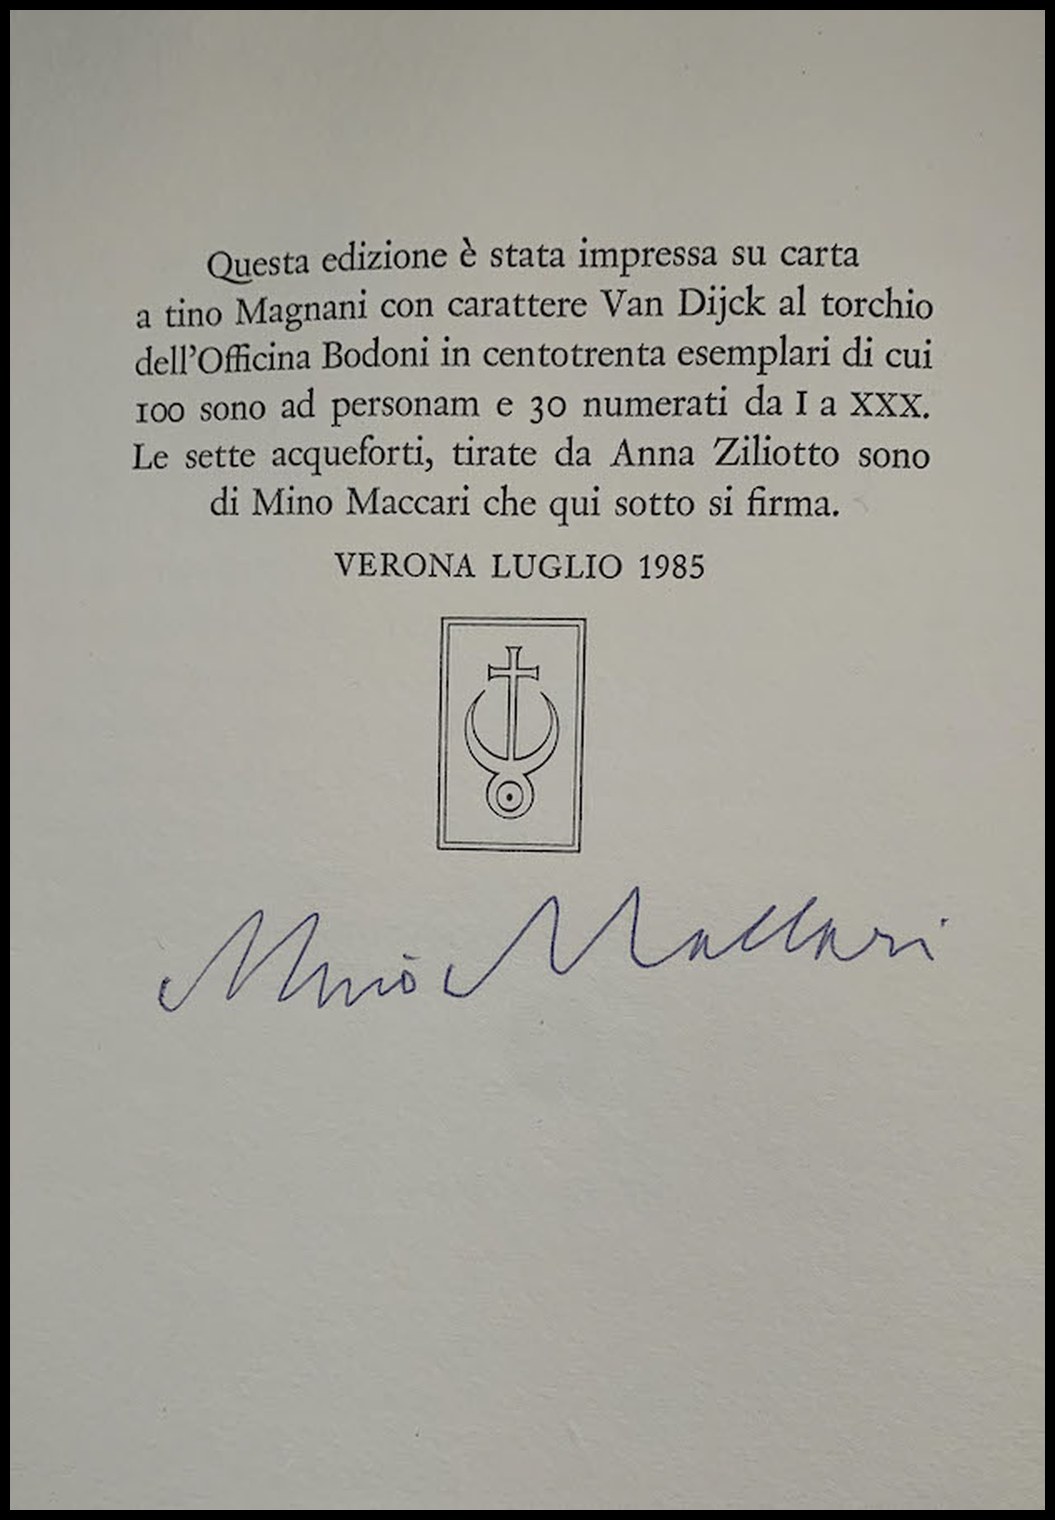 Questa edizione è stata impressa su carta
a tino Magnani con carattere Van Dijck al torchio
dell'Officina Bodoni in centotrenta esemplari di cui
100 sono ad personam e 30 numerati da I a XXX.
Le sette acqueforti, tirate da Anna Ziliotto sono
di Mino Maccari che qui sotto si firma.
VERONA LUGLIO 1985
Mino Maccari